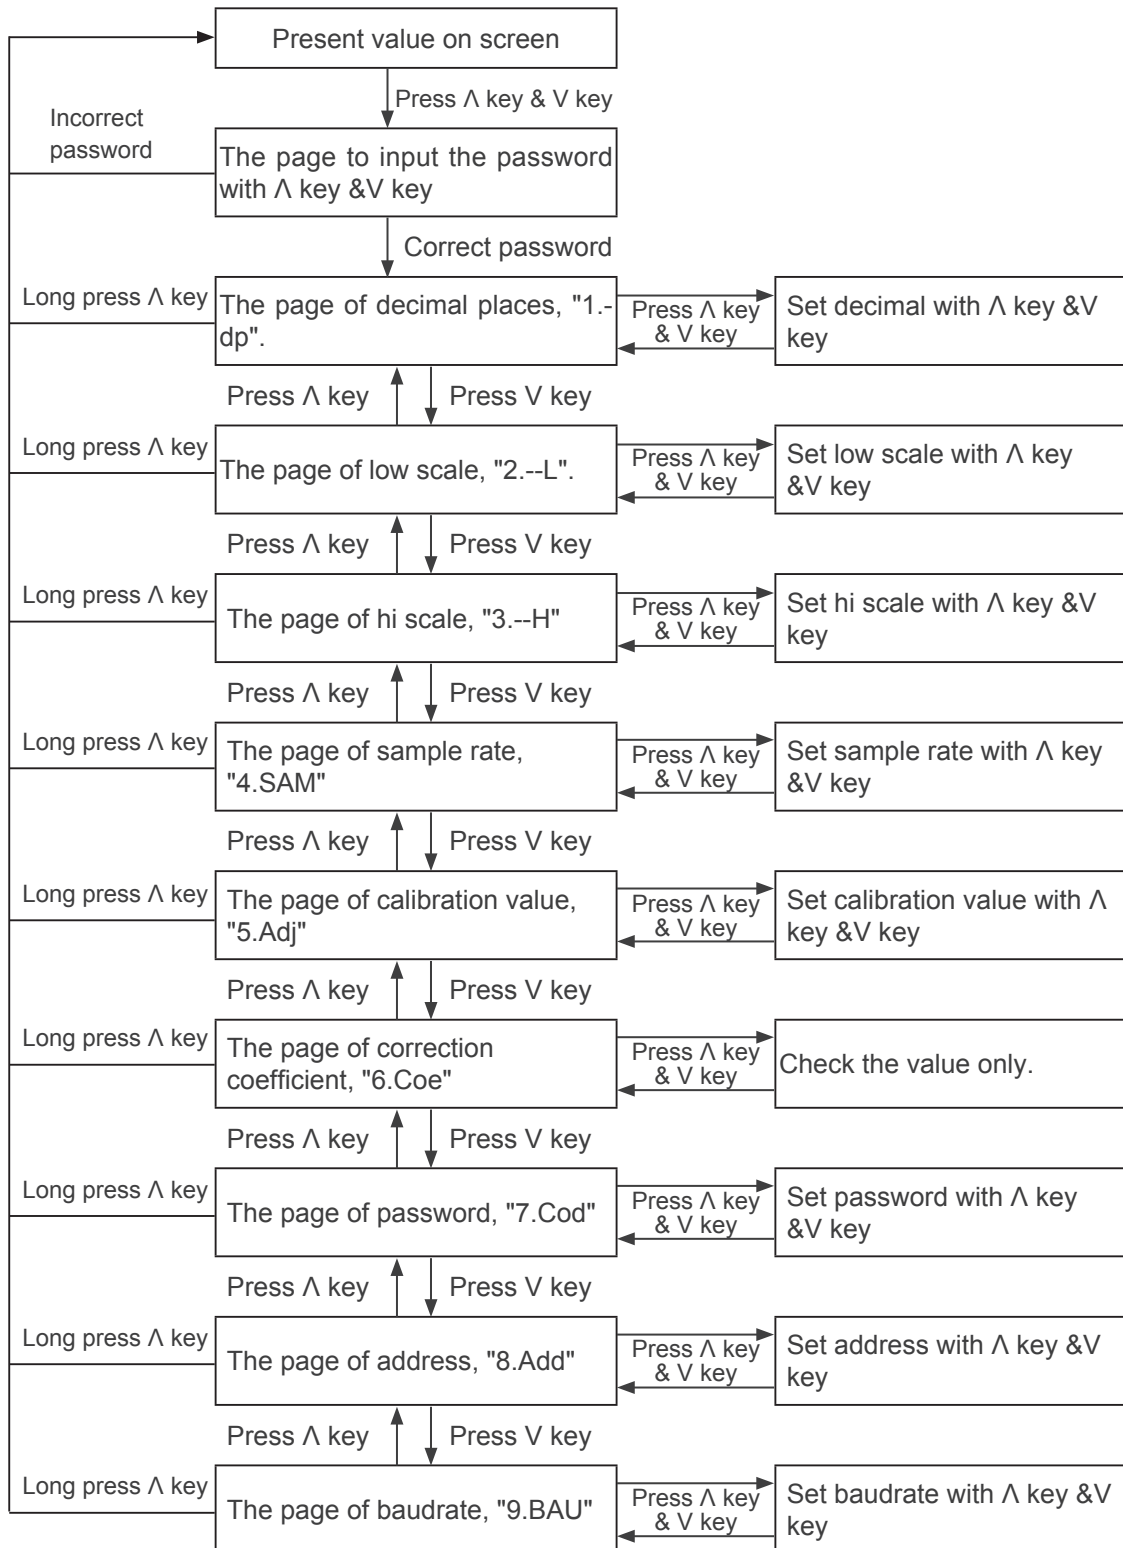 Present value on screen
Press Λ key & V key
Incorrect
password
The page to input the password
with Λ key &V key
Correct password
Long press Λ key
The page of decimal places, "1.-
dp".
Press Λ key
& V key
Set decimal with Λ key &V
key
Press Λ key
Press V key
Long press Λ key
The page of low scale, "2.--L".
Press Λ key
& V key
Set low scale with Λ key
&V key
Press Λ key
Press V key
Long press Λ key
The page of hi scale, "3.--H"
Press Λ key
& V key
Set hi scale with Λ key &V
key
Press Λ key
Press V key
Long press Λ key
The page of sample rate,
"4.SAM"
Press Λ key
& V key
Set sample rate with Λ key
&V key
Press Λ key
Press V key
Long press Λ key
The page of calibration value,
"5.Adj"
Press Λ key
& V key
Set calibration value with Λ
key &V key
Press Λ key
Press V key
Long press Λ key
The page of correction
coefficient, "6.Coe"
Press Λ key
& V key
Check the value only.
Press Λ key
Press V key
Long press Λ key
The page of password, "7.Cod"
Press Λ key
& V key
Set password with Λ key
&V key
Press Λ key
Press V key
Long press Λ key
The page of address, "8.Add"
Press Λ key
& V key
Set address with Λ key &V
key
Press Λ key
Press V key
Long press Λ key
The page of baudrate, "9.BAU"
Press Λ key
& V key
Set baudrate with Λ key &V
key